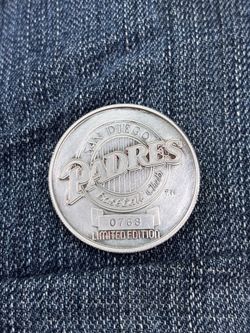 SAN DIEGO
PADRES
Baseball Club
TM
0768
LIMITED EDITION